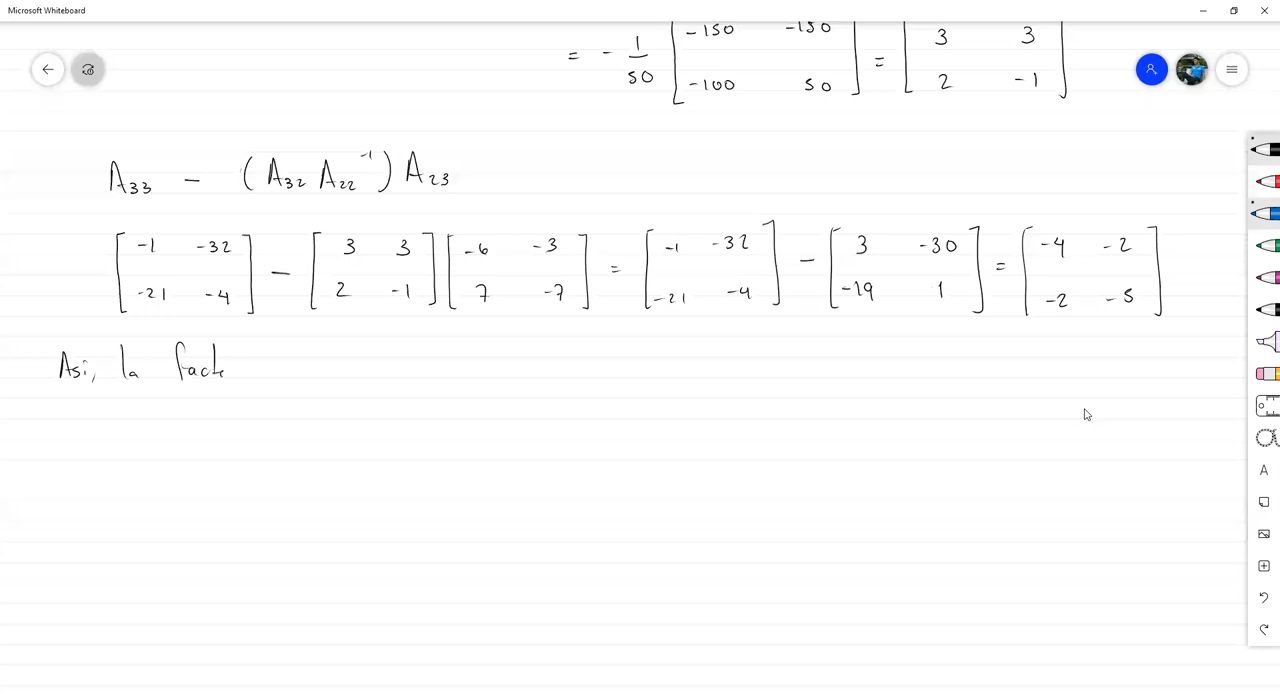 Microsoft Whiteboard
= - 1/50 [ -150 -150 ; -100 50 ] = [ 3 3 ; 2 -1 ]
A₃₃ - (A₃₂ A₂₂⁻¹) A₂₃
[ -1 -32 ; -21 -4 ] - [ 3 3 ; 2 -1 ] [ -6 -3 ; 7 -7 ] = [ -1 -32 ; -21 -4 ] - [ 3 -30 ; -19 1 ] = [ -4 -2 ; -2 -5 ]
Asi, la facto